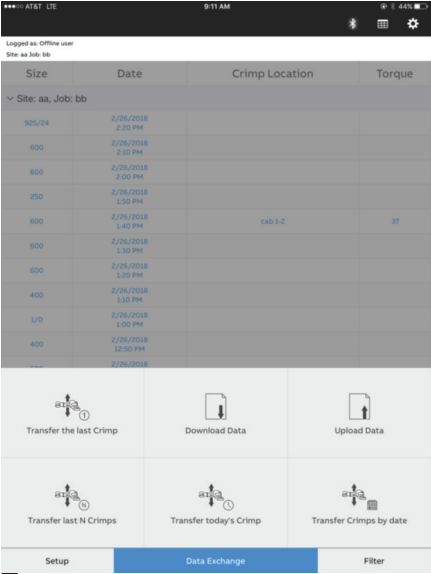 AT&T LTE 9:11 AM 44%
Logged as: Offline user
Site: aa Job: bb
Size Date Crimp Location Torque
Site: aa, Job: bb
925/24 2/26/2018
2:20 PM
600 2/26/2018
2:10 PM
600 2/26/2018
2:00 PM
250 2/26/2018
1:50 PM
600 2/26/2018 cab 1-2 37
1:40 PM
600 2/26/2018
1:30 PM
600 2/26/2018
1:20 PM
400 2/26/2018
1:10 PM
1/0 2/26/2018
1:00 PM
400 2/26/2018
12:50 PM
2/26/2018
1
Transfer the last Crimp Download Data Upload Data
N
Transfer last N Crimps Transfer today's Crimp Transfer Crimps by date
Setup Data Exchange Filter